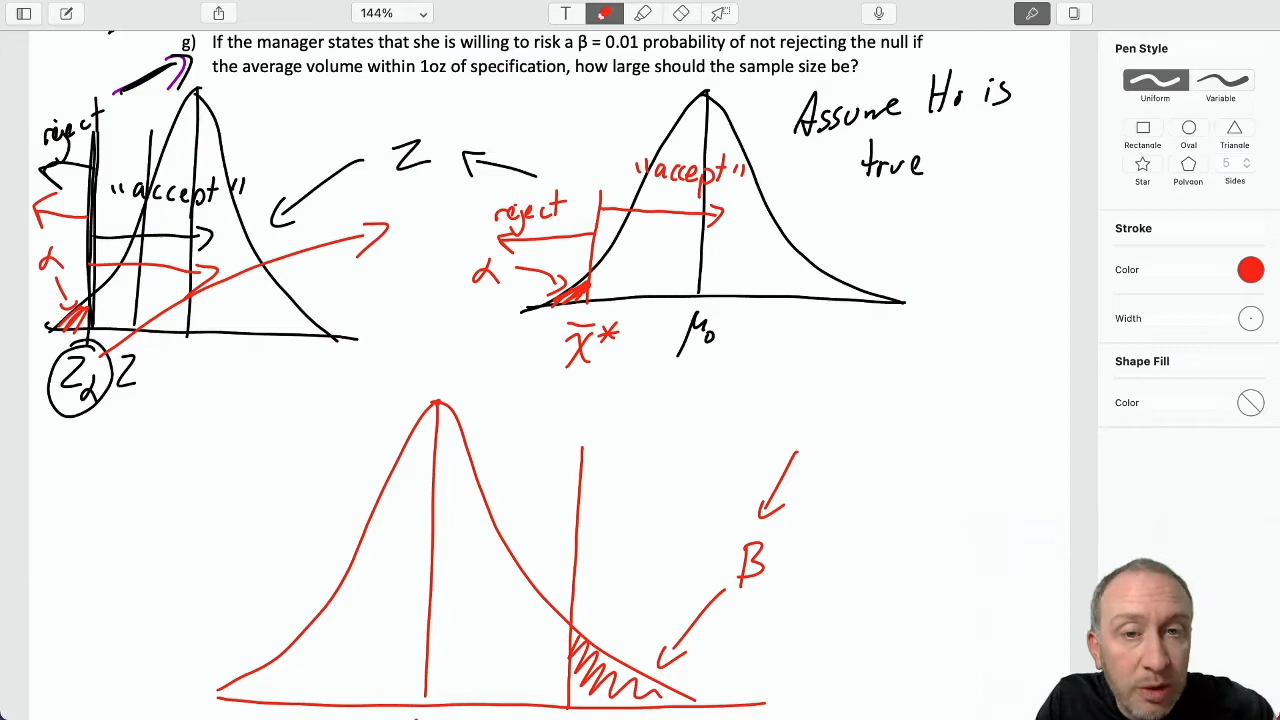 144%
T
g) If the manager states that she is willing to risk a β = 0.01 probability of not rejecting the null if
the average volume within 1oz of specification, how large should the sample size be?
Pen Style
Uniform
Variable
Rectangle
Oval
Triangle
Star
Polygon
5
Sides
Stroke
Color
Width
Shape Fill
Color
reject
"accept"
α
Zα
Z
Z
"accept"
reject
α
x̄*
μ0
Assume H0 is
true
β